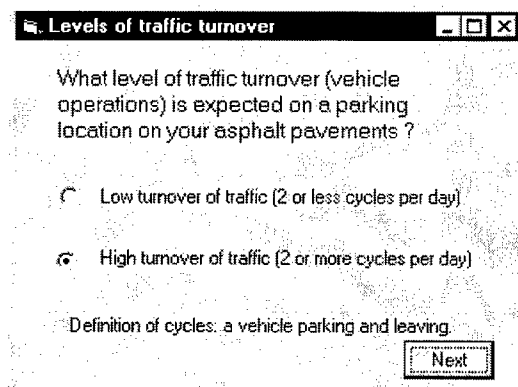 Levels of traffic turnover
What level of traffic turnover (vehicle
operations) is expected on a parking
location on your asphalt pavements ?
Low turnover of traffic (2 or less cycles per day)
High turnover of traffic (2 or more cycles per day)
Definition of cycles: a vehicle parking and leaving.
Next